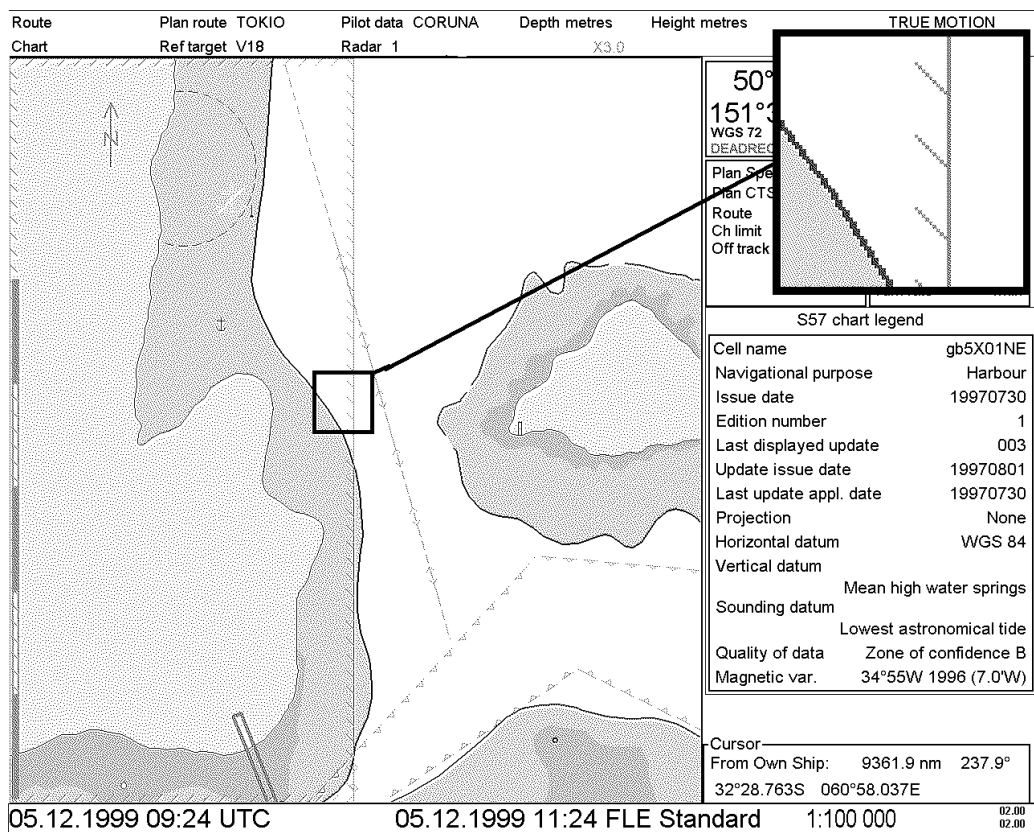 Route Plan route TOKIO Pilot data CORUNA Depth metres Height metres TRUE MOTION
Chart Ref target V18 Radar 1 X3.0
N
50°
151°
WGS 72
Plan
Plan CTS
Route
Ch limit
Off track
S57 chart legend
Cell name gb5X01NE
Navigational purpose Harbour
Issue date 19970730
Edition number 1
Last displayed update 003
Update issue date 19970801
Last update appl. date 19970730
Projection None
Horizontal datum WGS 84
Vertical datum
Mean high water springs
Sounding datum
Lowest astronomical tide
Quality of data Zone of confidence B
Magnetic var. 34°55W 1996 (7.0'W)
Cursor
From Own Ship: 9361.9 nm 237.9°
32°28.763S 060°58.037E
05.12.1999 09:24 UTC 05.12.1999 11:24 FLE Standard 1:100 000 02.00
02.00